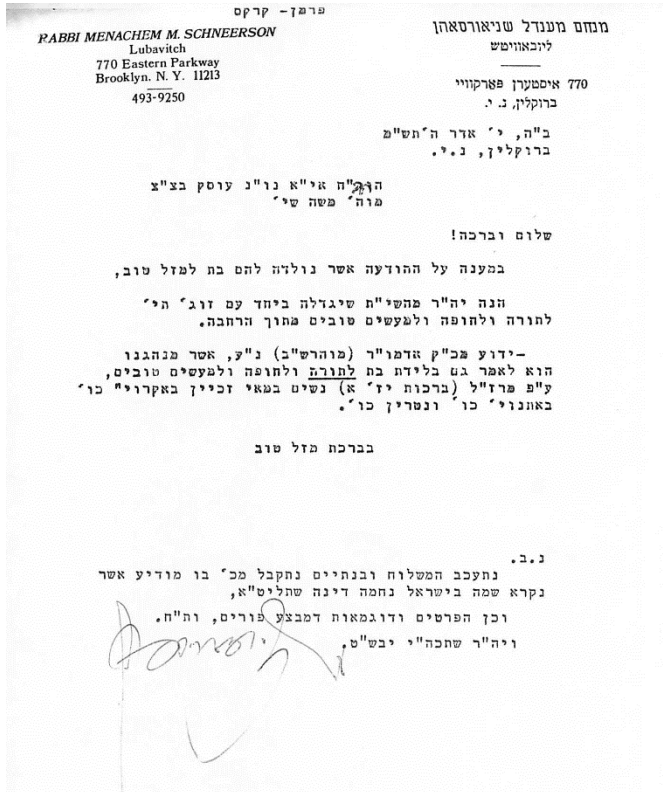 פרמן- קרקס
RABBI MENACHEM M. SCHNEERSON
Lubavitch
770 Eastern Parkway
Brooklyn. N. Y. 11213
493-9250
מנחם מענדל שניאורסאהן
ליובאוויטש
770 איסטערן פארקוויי
ברוקלין, נ. י.
ב"ה, י' אדר ה'תש"מ
ברוקלין, נ.י.
הוו"ח אי"א נו"נ עוסק בצ"צ
מוה' משה שי'
שלום וברכה!
במענה על ההודעה אשר נולדה להם בת למזל טוב,
הנה יה"ר מהשי"ת שיגדלה ביחד עם זוג' תי'
לתורה ולחופה ולמעשים טובים מתוך הרחבה.
-ידוע מכ"ק אדמו"ר (מוהרש"ב) נ"ע, אשר מנהגנו
הוא לאמר גם בלידת בת לתורה ולחופה ולמעשים טובים,
ע"פ מרז"ל (ברכות יז' א) נשים במאי זכיין באקרויי" כו'
באתנויי' כו' ונטרין כו'.
בברכת מזל טוב
נ.ב.
נתעכב המשלוח ובנתיים נתקבל מכ' בו מודיע אשר
נקרא שמה בישראל נחמה דינה שתליט"א,
וכן הפרטים ודוגמאות דמבצע פורים, ות"ח.
ויה"ר שתכה"י יבש"ט.